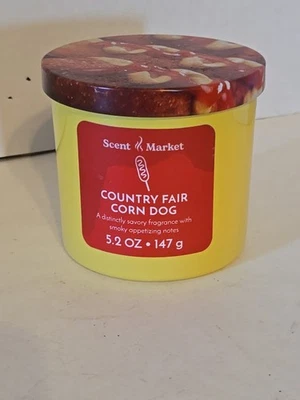 Scent Market
COUNTRY FAIR
CORN DOG
A distinctly savory fragrance with
smoky appetizing notes
5.2 OZ • 147 g